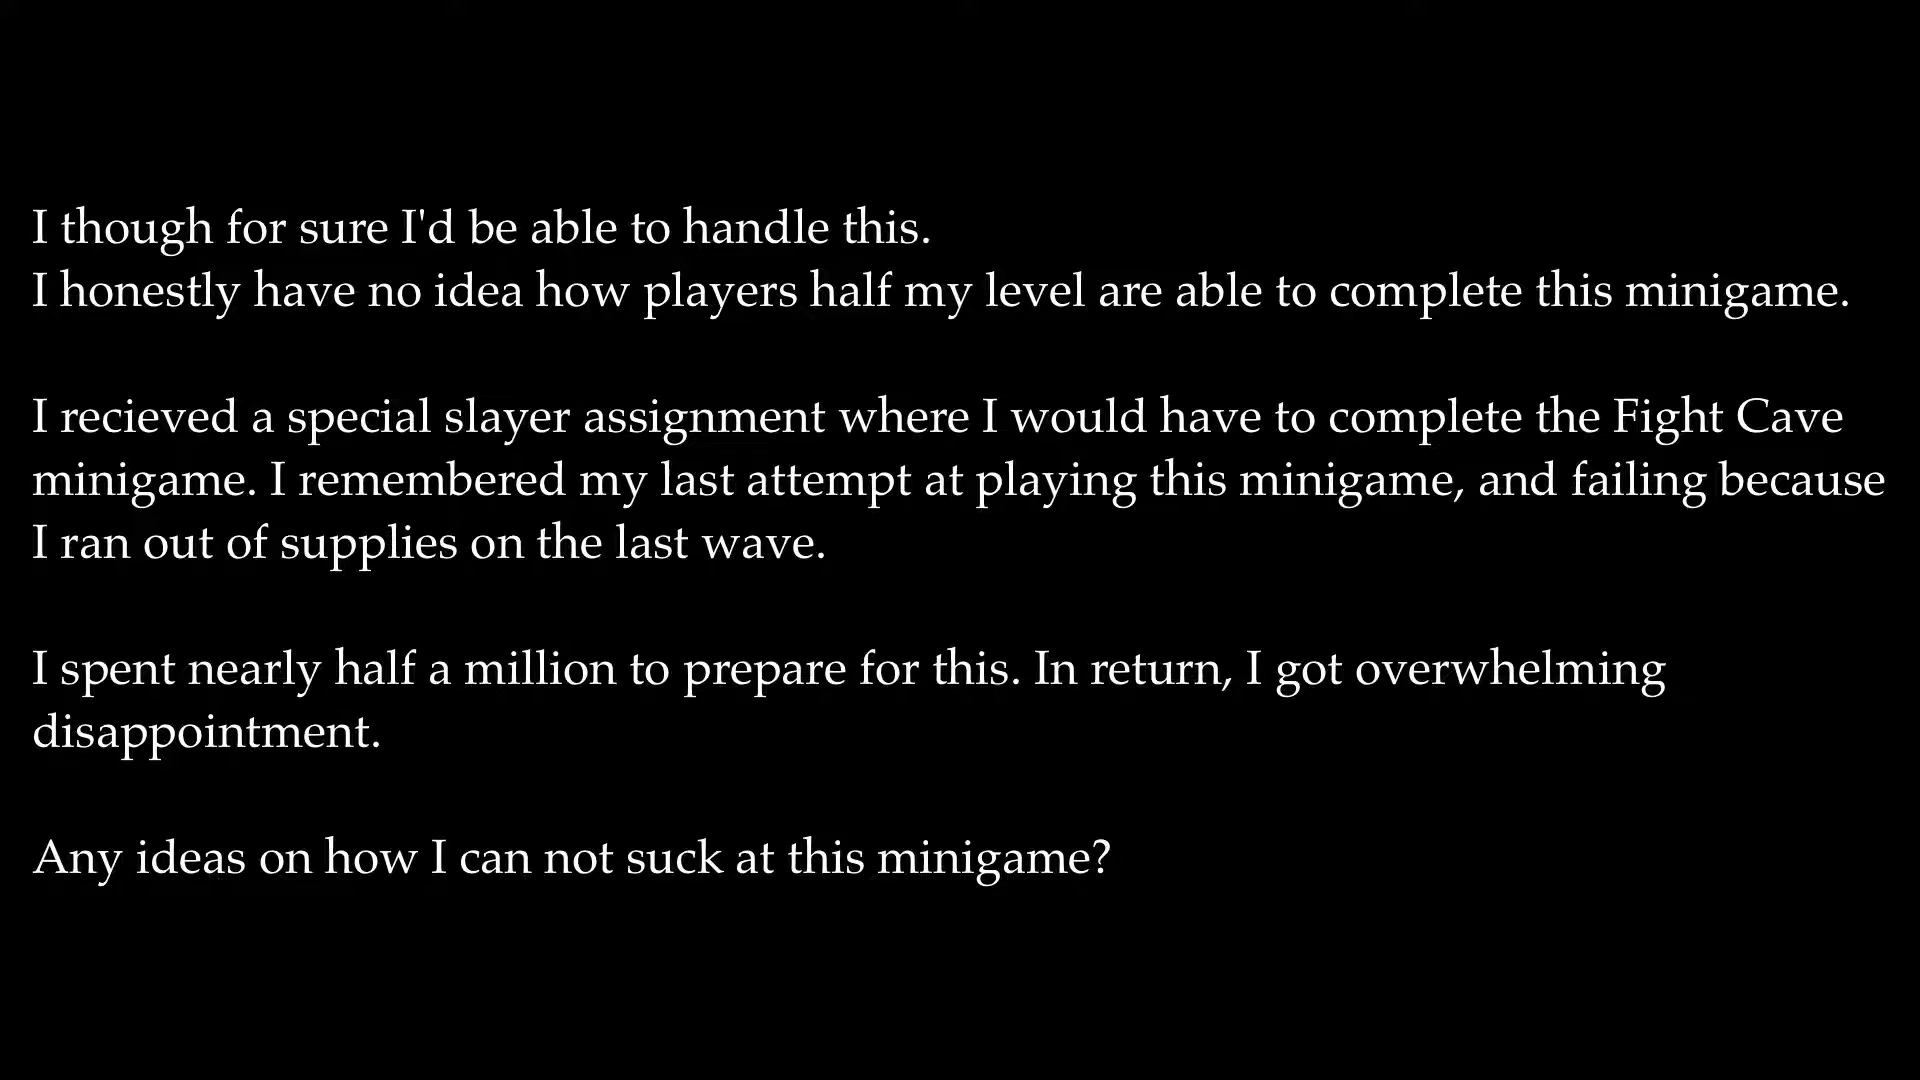 I though for sure I'd be able to handle this.
I honestly have no idea how players half my level are able to complete this minigame.
I recieved a special slayer assignment where I would have to complete the Fight Cave
minigame. I remembered my last attempt at playing this minigame, and failing because
I ran out of supplies on the last wave.
I spent nearly half a million to prepare for this. In return, I got overwhelming
disappointment.
Any ideas on how I can not suck at this minigame?